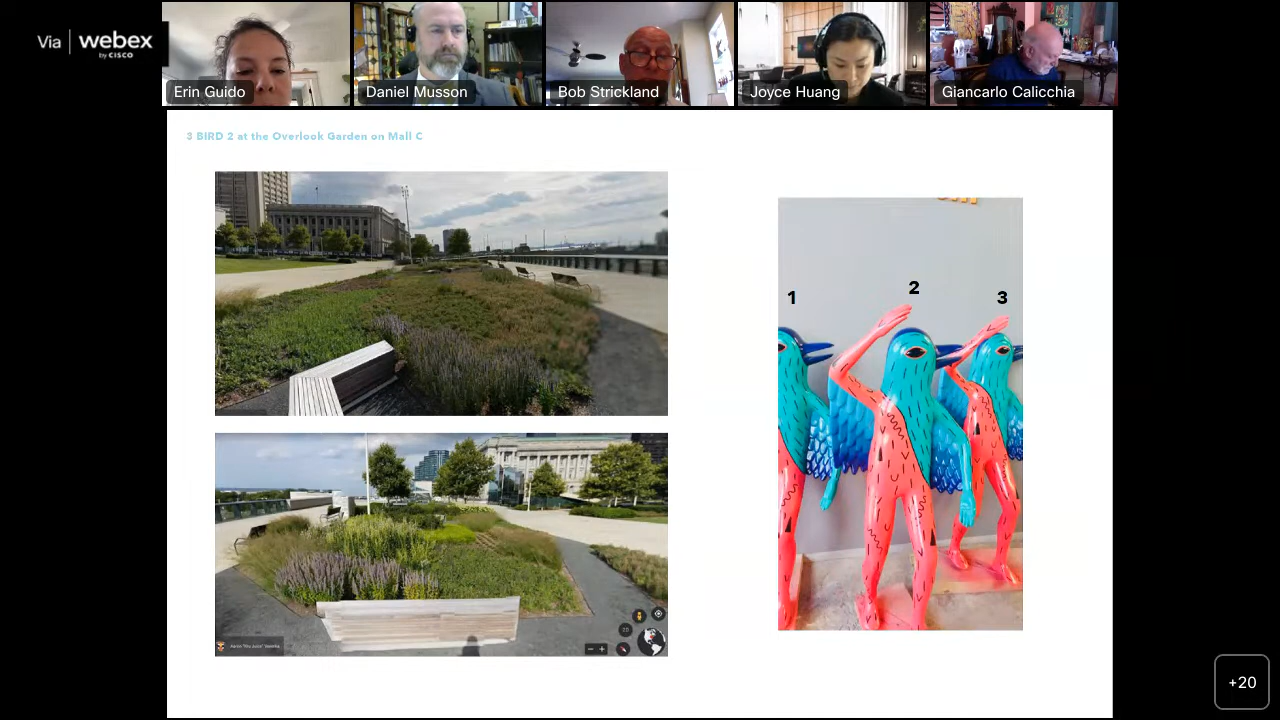 Via | webex
by CISCO
Erin Guido
Daniel Musson
Bob Strickland
Joyce Huang
Giancarlo Calicchia
3 BIRD 2 at the Overlook Garden on Mall C
1
2
3
+20